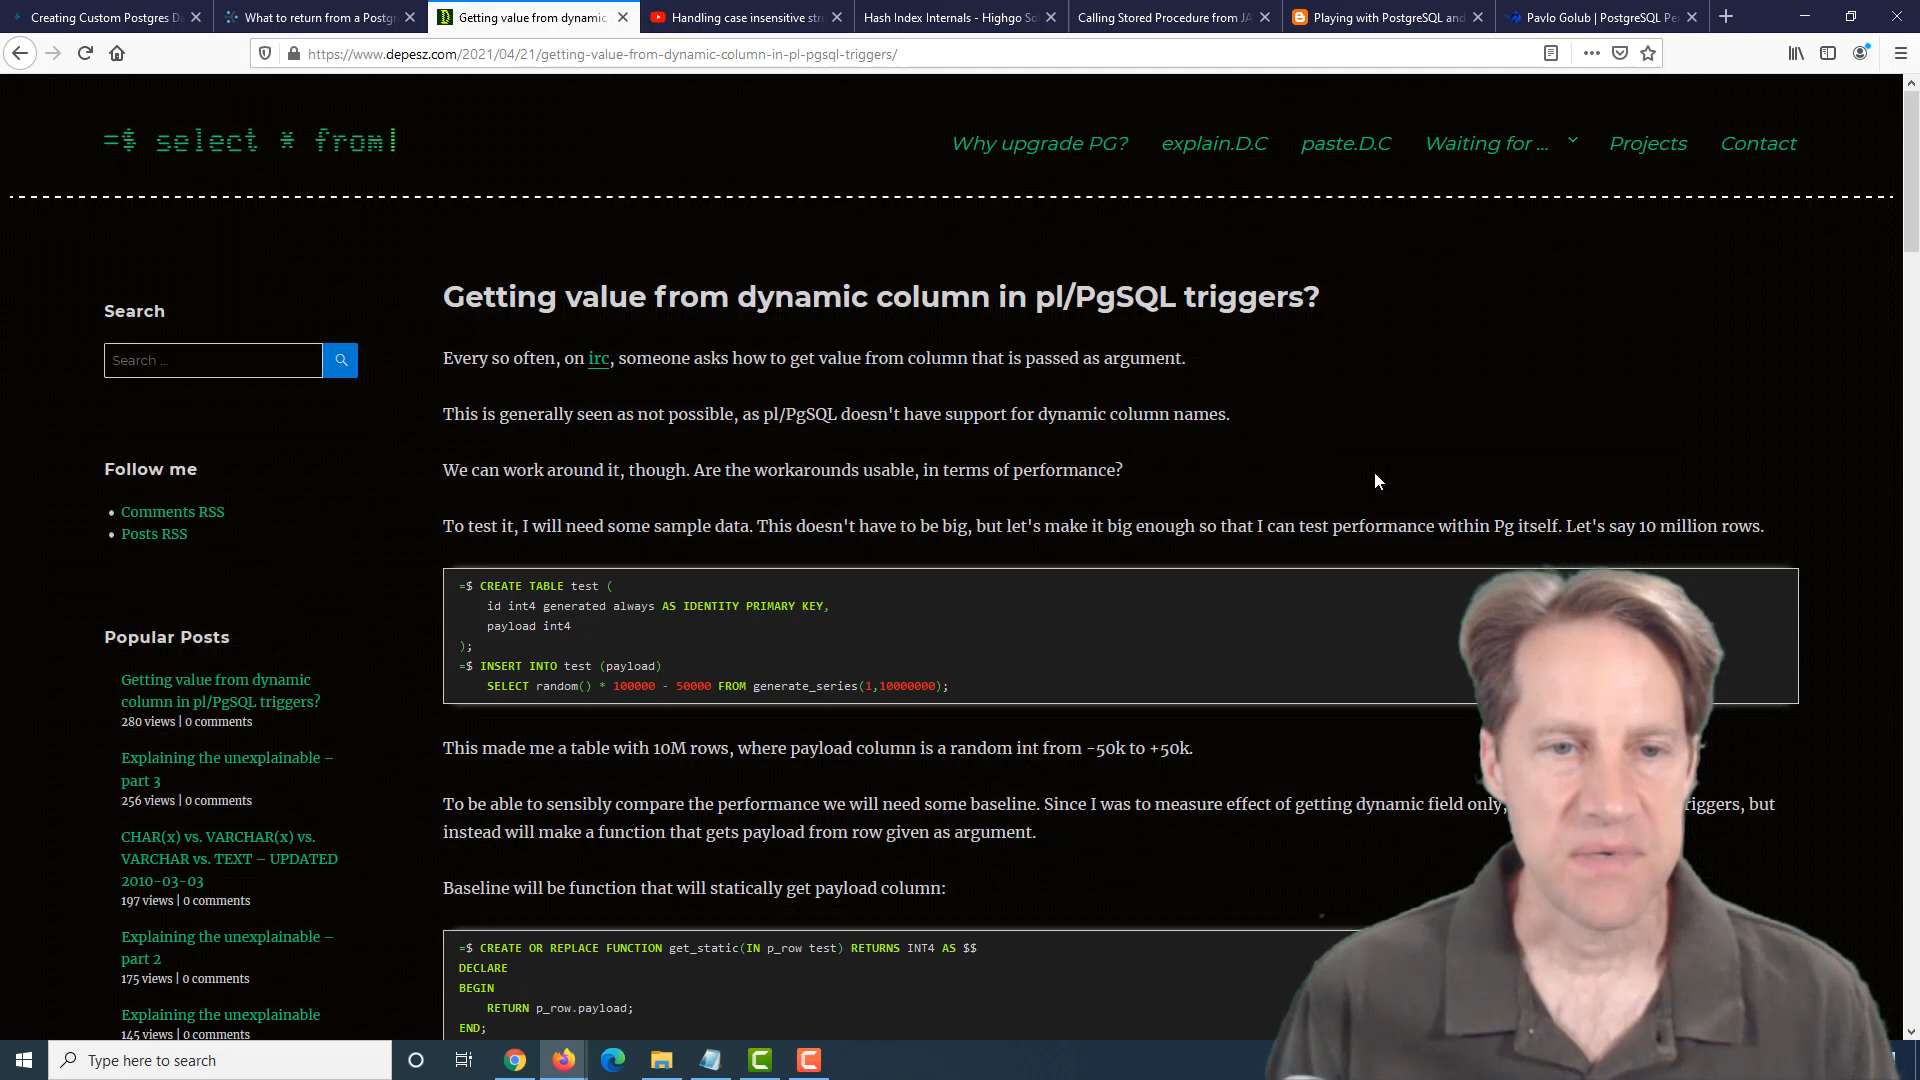 Creating Custom Postgres Da
What to return from a Postgr
Getting value from dynamic
Handling case insensitive stri
Hash Index Internals - Highgo So
Calling Stored Procedure from JA
Playing with PostgreSQL and
Pavlo Golub | PostgreSQL Pe
https://www.depesz.com/2021/04/21/getting-value-from-dynamic-column-in-pl-pgsql-triggers/
=$ select * from|
Why upgrade PG?
explain.D.C
paste.D.C
Waiting for ...
Projects
Contact
Search
Search ...
Follow me
Comments RSS
Posts RSS
Popular Posts
Getting value from dynamic
column in pl/PgSQL triggers?
280 views | 0 comments
Explaining the unexplainable –
part 3
256 views | 0 comments
CHAR(x) vs. VARCHAR(x) vs.
VARCHAR vs. TEXT – UPDATED
2010-03-03
197 views | 0 comments
Explaining the unexplainable –
part 2
175 views | 0 comments
Explaining the unexplainable
145 views | 0 comments
Getting value from dynamic column in pl/PgSQL triggers?
Every so often, on irc, someone asks how to get value from column that is passed as argument.
This is generally seen as not possible, as pl/PgSQL doesn't have support for dynamic column names.
We can work around it, though. Are the workarounds usable, in terms of performance?
To test it, I will need some sample data. This doesn't have to be big, but let's make it big enough so that I can test performance within Pg itself. Let's say 10 million rows.
=$ CREATE TABLE test (
id int4 generated always AS IDENTITY PRIMARY KEY,
payload int4
);
=$ INSERT INTO test (payload)
SELECT random() * 100000 - 50000 FROM generate_series(1,10000000);
This made me a table with 10M rows, where payload column is a random int from -50k to +50k.
To be able to sensibly compare the performance we will need some baseline. Since I was to measure effect of getting dynamic field only, riggers, but
instead will make a function that gets payload from row given as argument.
Baseline will be function that will statically get payload column:
=$ CREATE OR REPLACE FUNCTION get_static(IN p_row test) RETURNS INT4 AS $$
DECLARE
BEGIN
RETURN p_row.payload;
END;
Type here to search